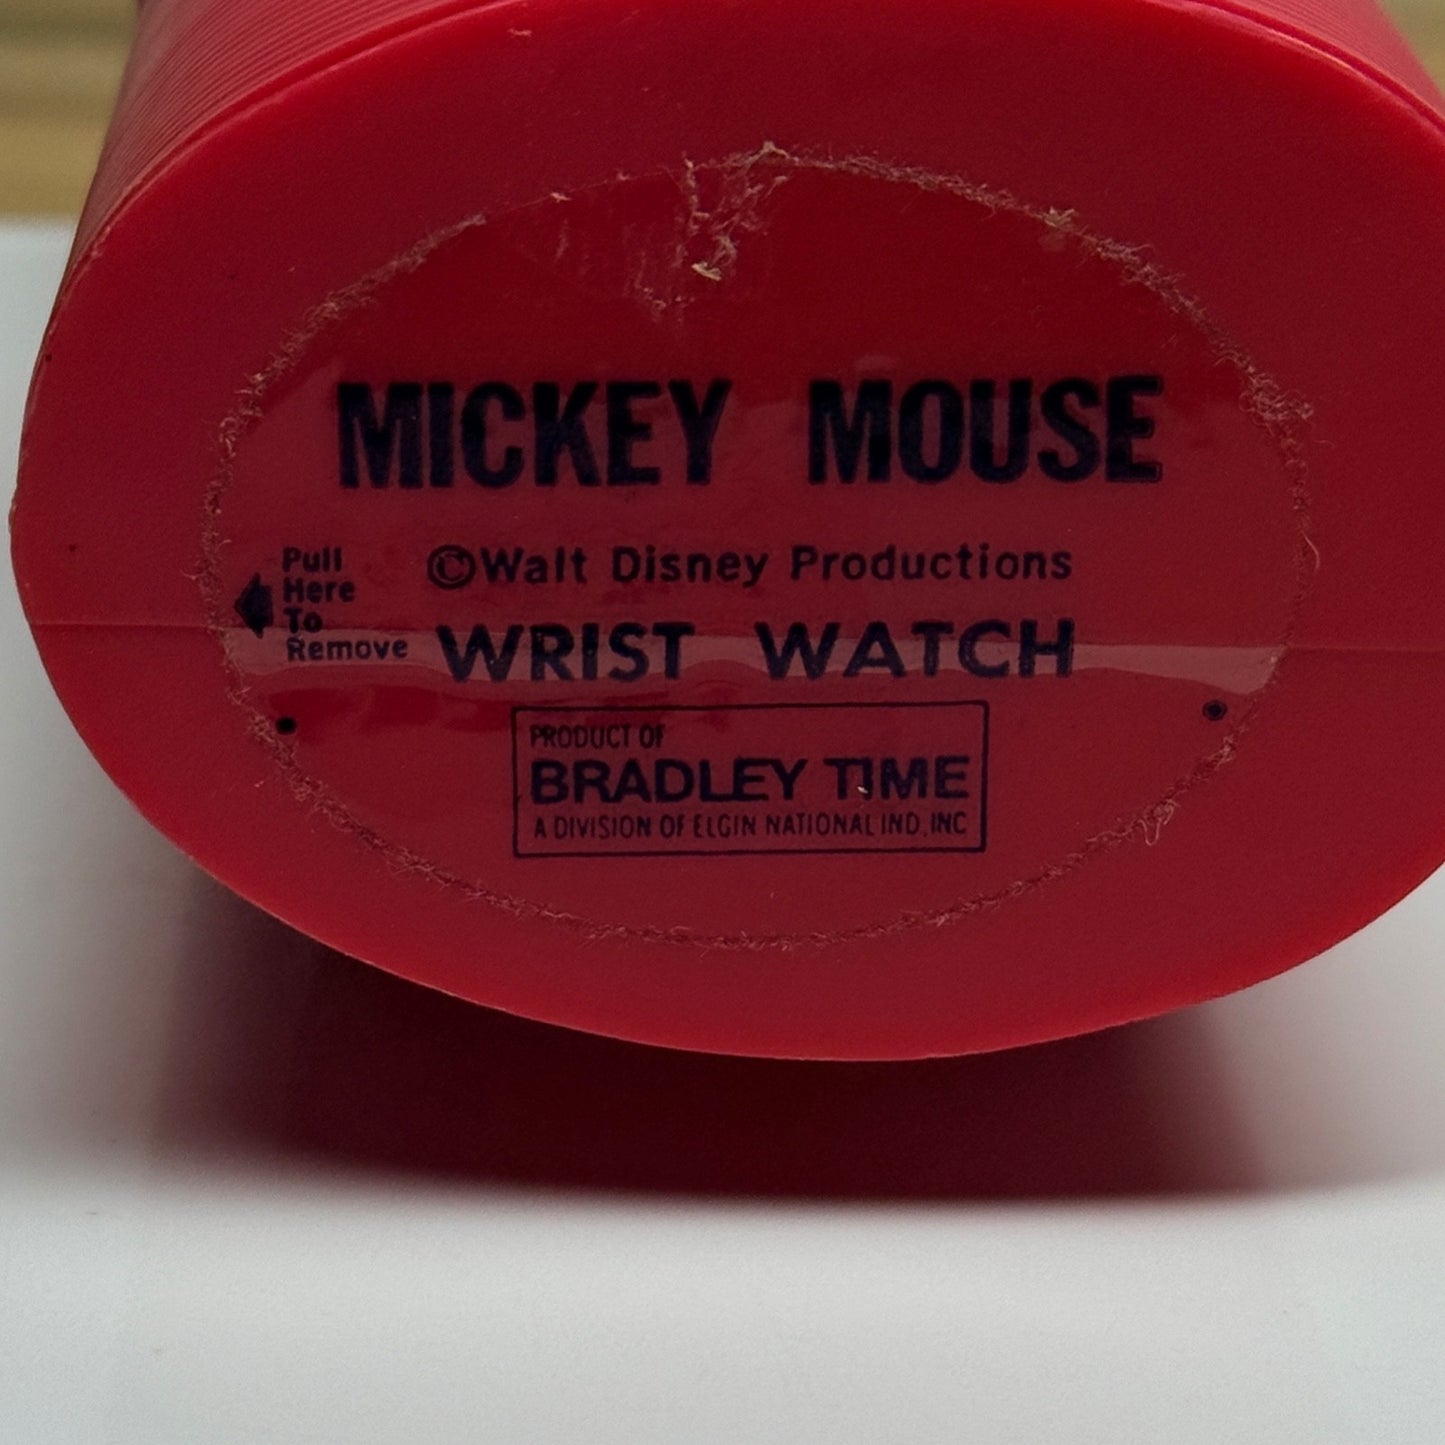 MICKEY MOUSE
Pull
Here
To
Remove
©Walt Disney Productions
WRIST WATCH
PRODUCT OF
BRADLEY TIME
A DIVISION OF ELGIN NATIONAL IND., INC